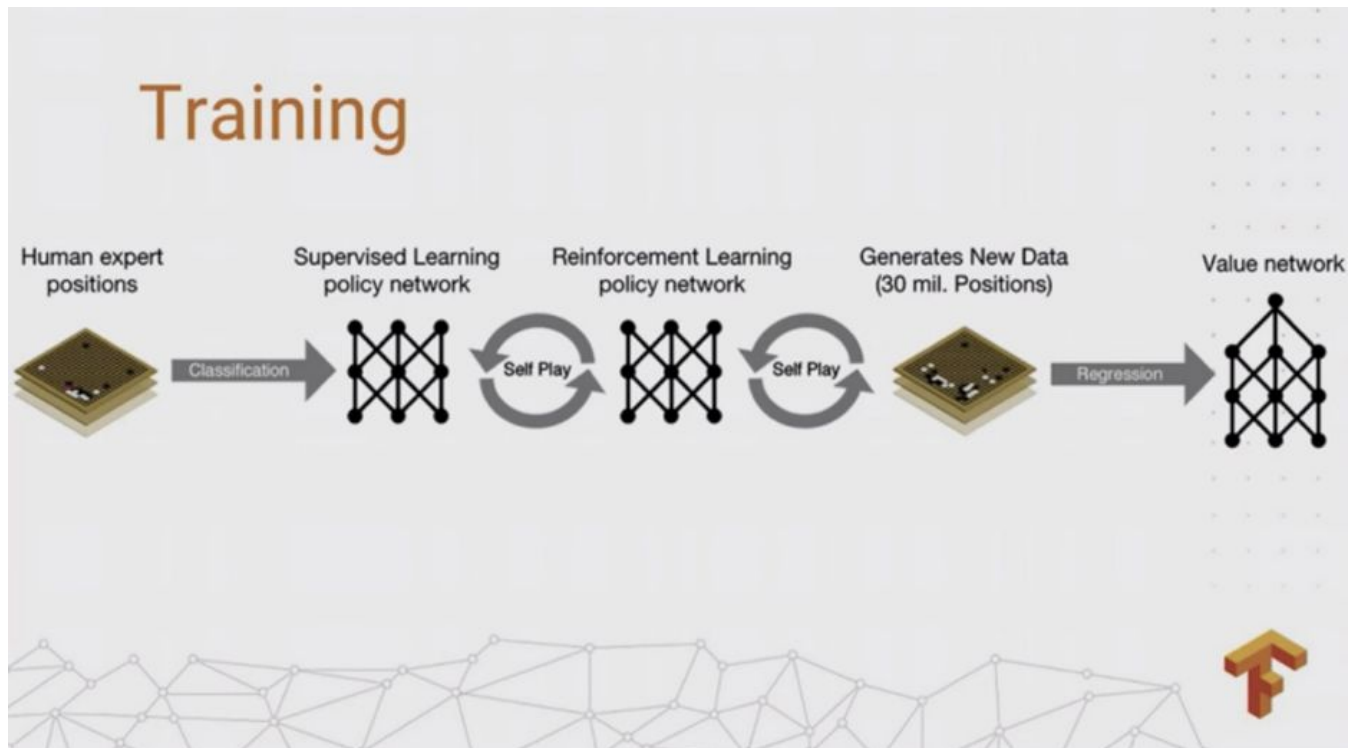 Training
Human expert
positions
Classification
Supervised Learning
policy network
Self Play
Reinforcement Learning
policy network
Self Play
Generates New Data
(30 mil. Positions)
Regression
Value network